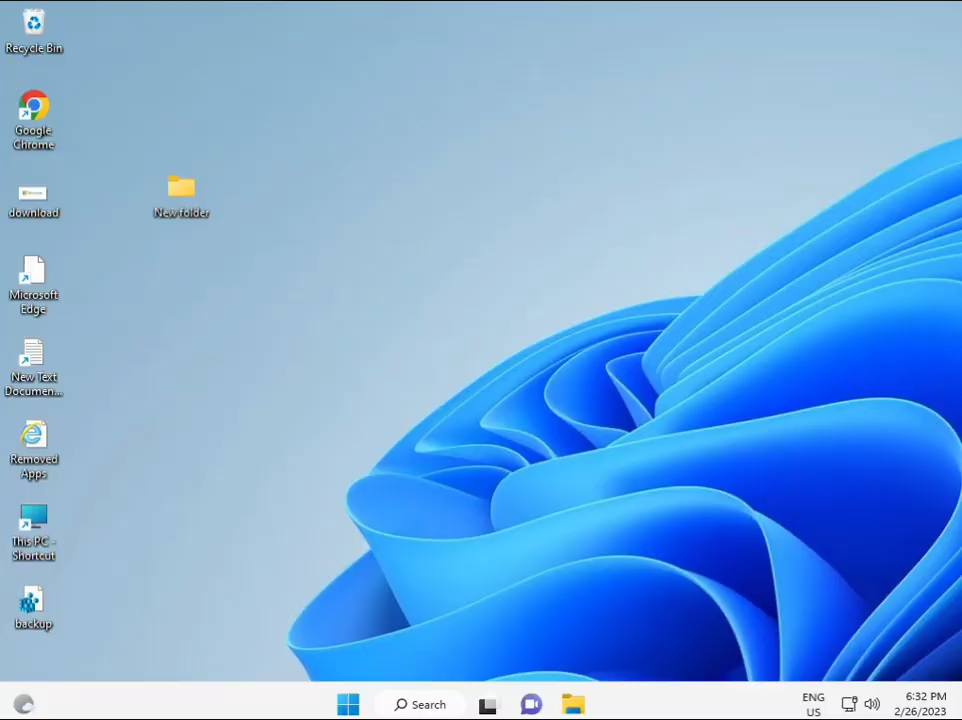 Recycle Bin
Google
Chrome
download
New folder
Microsoft
Edge
New Text
Documen...
Removed
Apps
This PC -
Shortcut
backup
Search
ENG
US
6:32 PM
2/26/2023